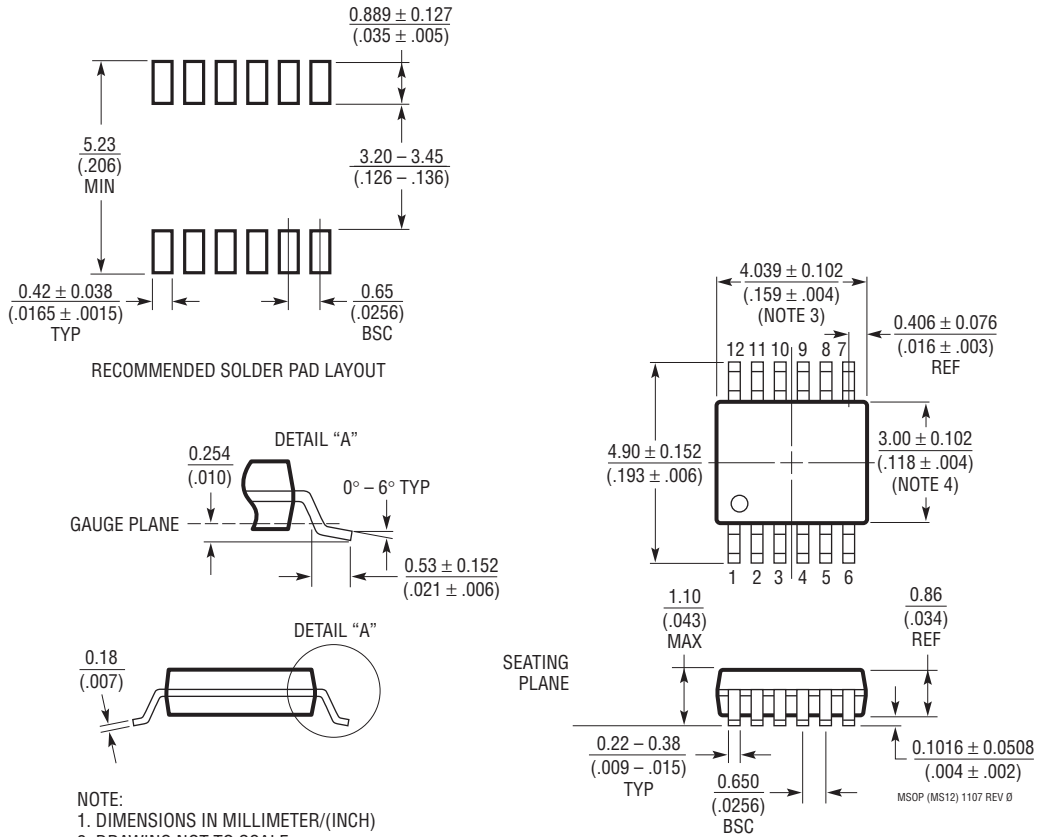 0.889 ± 0.127
(.035 ± .005)
5.23
(.206)
MIN
3.20 – 3.45
(.126 – .136)
0.42 ± 0.038
(.0165 ± .0015)
TYP
0.65
(.0256)
BSC
RECOMMENDED SOLDER PAD LAYOUT
4.039 ± 0.102
(.159 ± .004)
(NOTE 3)
0.406 ± 0.076
(.016 ± .003)
REF
12 11 10 9 8 7
4.90 ± 0.152
(.193 ± .006)
3.00 ± 0.102
(.118 ± .004)
(NOTE 4)
1 2 3 4 5 6
DETAIL “A”
0.254
(.010)
0° – 6° TYP
GAUGE PLANE
0.53 ± 0.152
(.021 ± .006)
DETAIL “A”
0.18
(.007)
1.10
(.043)
MAX
0.86
(.034)
REF
SEATING
PLANE
0.22 – 0.38
(.009 – .015)
TYP
0.650
(.0256)
BSC
0.1016 ± 0.0508
(.004 ± .002)
MSOP (MS12) 1107 REV Ø
NOTE:
1. DIMENSIONS IN MILLIMETER/(INCH)
2. DRAWING NOT TO SCALE